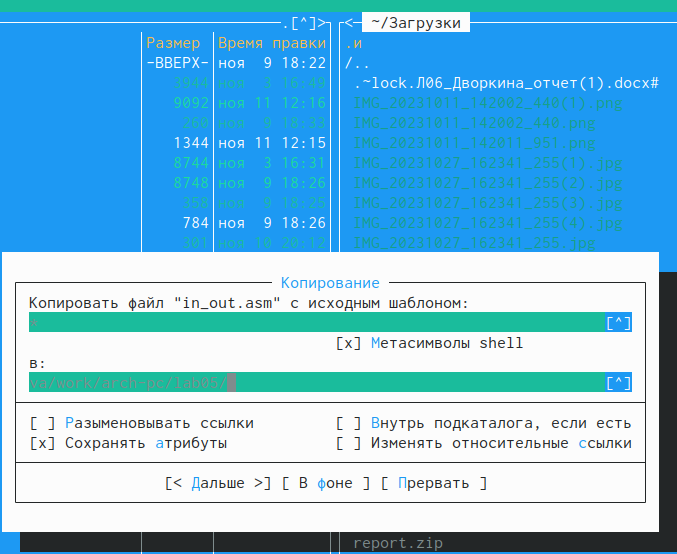 .[^]> <— ~/Загрузки
Размер Время правки .и
-ВВЕРХ- ноя 9 18:22 /..
3944 ноя 3 16:49 .~lock.Л06_Дворкина_отчет(1).docx#
9092 ноя 11 12:16 IMG_20231011_142002_440(1).png
260 ноя 9 18:33 IMG_20231011_142002_440.png
1344 ноя 11 12:15 IMG_20231011_142011_951.png
8744 ноя 3 16:31 IMG_20231027_162341_255(1).jpg
8748 ноя 9 18:26 IMG_20231027_162341_255(2).jpg
358 ноя 9 18:25 IMG_20231027_162341_255(3).jpg
784 ноя 9 18:26 IMG_20231027_162341_255(4).jpg
301 ноя 10 20:12 IMG_20231027_162341_255.jpg
Копирование
Копировать файл "in_out.asm" с исходным шаблоном:
* [^]
[x] Метасимволы shell
в:
va/work/arch-pc/lab06/ [^]
[ ] Разыменовывать ссылки [ ] Внутрь подкаталога, если есть
[x] Сохранять атрибуты [ ] Изменять относительные ссылки
[< Дальше >] [ В фоне ] [ Прервать ]
report.zip